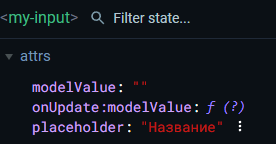 <my-input> Filter state...
attrs
modelValue: ""
onUpdate:modelValue: ƒ (?)
placeholder: "Название"